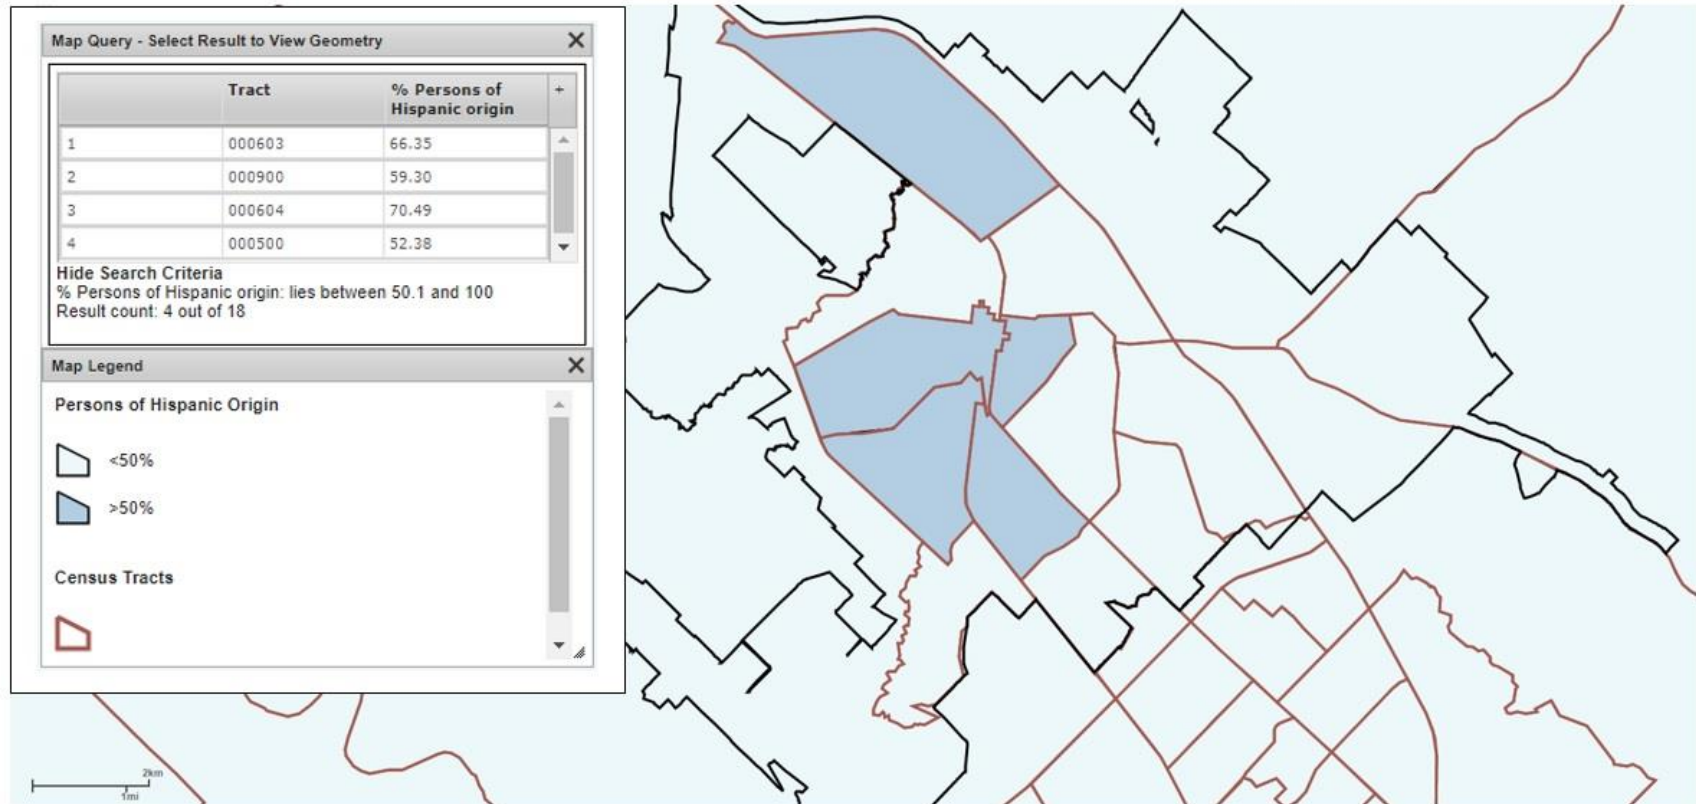 Map Query - Select Result to View Geometry
Tract % Persons of
Hispanic origin +
1 000603 66.35
2 000900 59.30
3 000604 70.49
4 000500 52.38
Hide Search Criteria
% Persons of Hispanic origin: lies between 50.1 and 100
Result count: 4 out of 18
Map Legend
Persons of Hispanic Origin
<50%
>50%
Census Tracts
2km
1mi